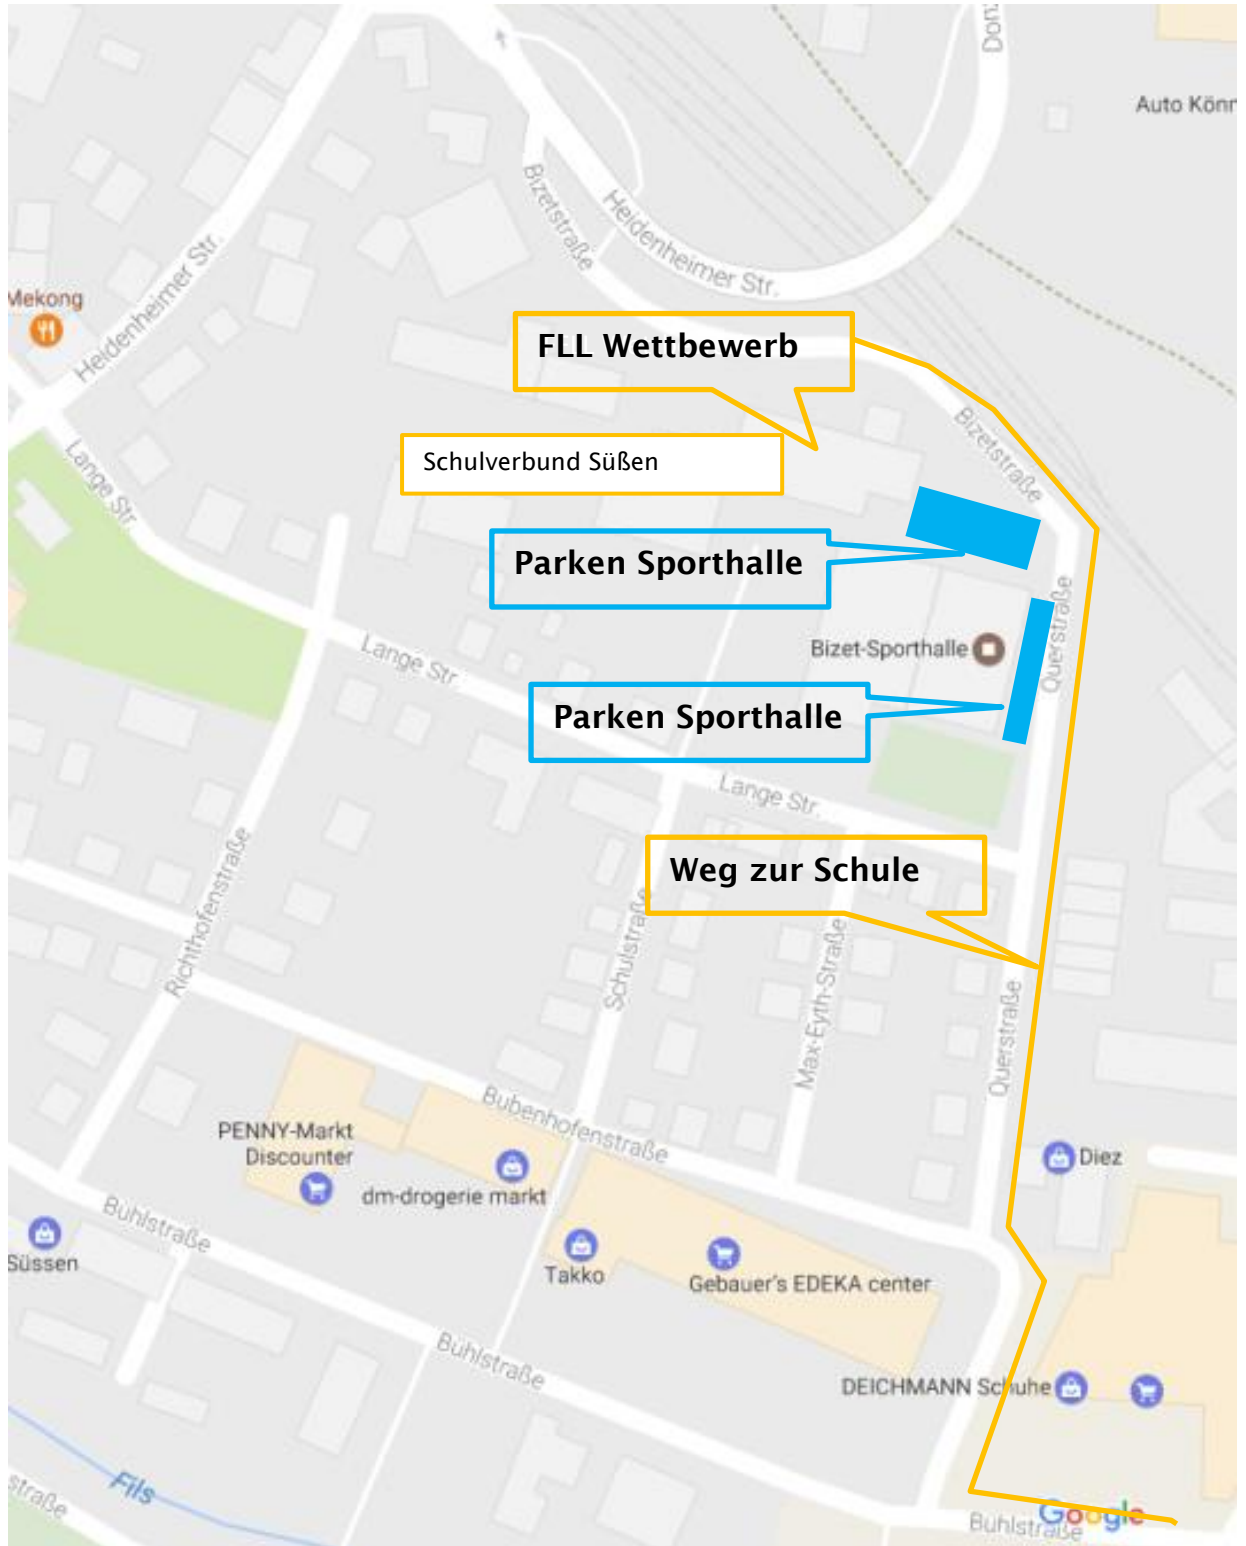 Donz
Auto Könn
Bizetstraße
Heidenheimer Str.
Heidenheimer Str.
Mekong
FLL Wettbewerb
Bizetstraße
Schulverbund Süßen
Lange Str.
Parken Sporthalle
Querstraße
Bizet-Sporthalle
Lange Str.
Parken Sporthalle
Lange Str.
Weg zur Schule
Richthofenstraße
Schulstraße
Max-Eyth-Straße
Querstraße
Bubenhofenstraße
PENNY-Markt
Discounter
dm-drogerie markt
Diez
Bühlstraße
Süssen
Takko
Gebauer's EDEKA center
Bühlstraße
DEICHMANN Schuhe
Fils
straße
Bühlstraße
Google